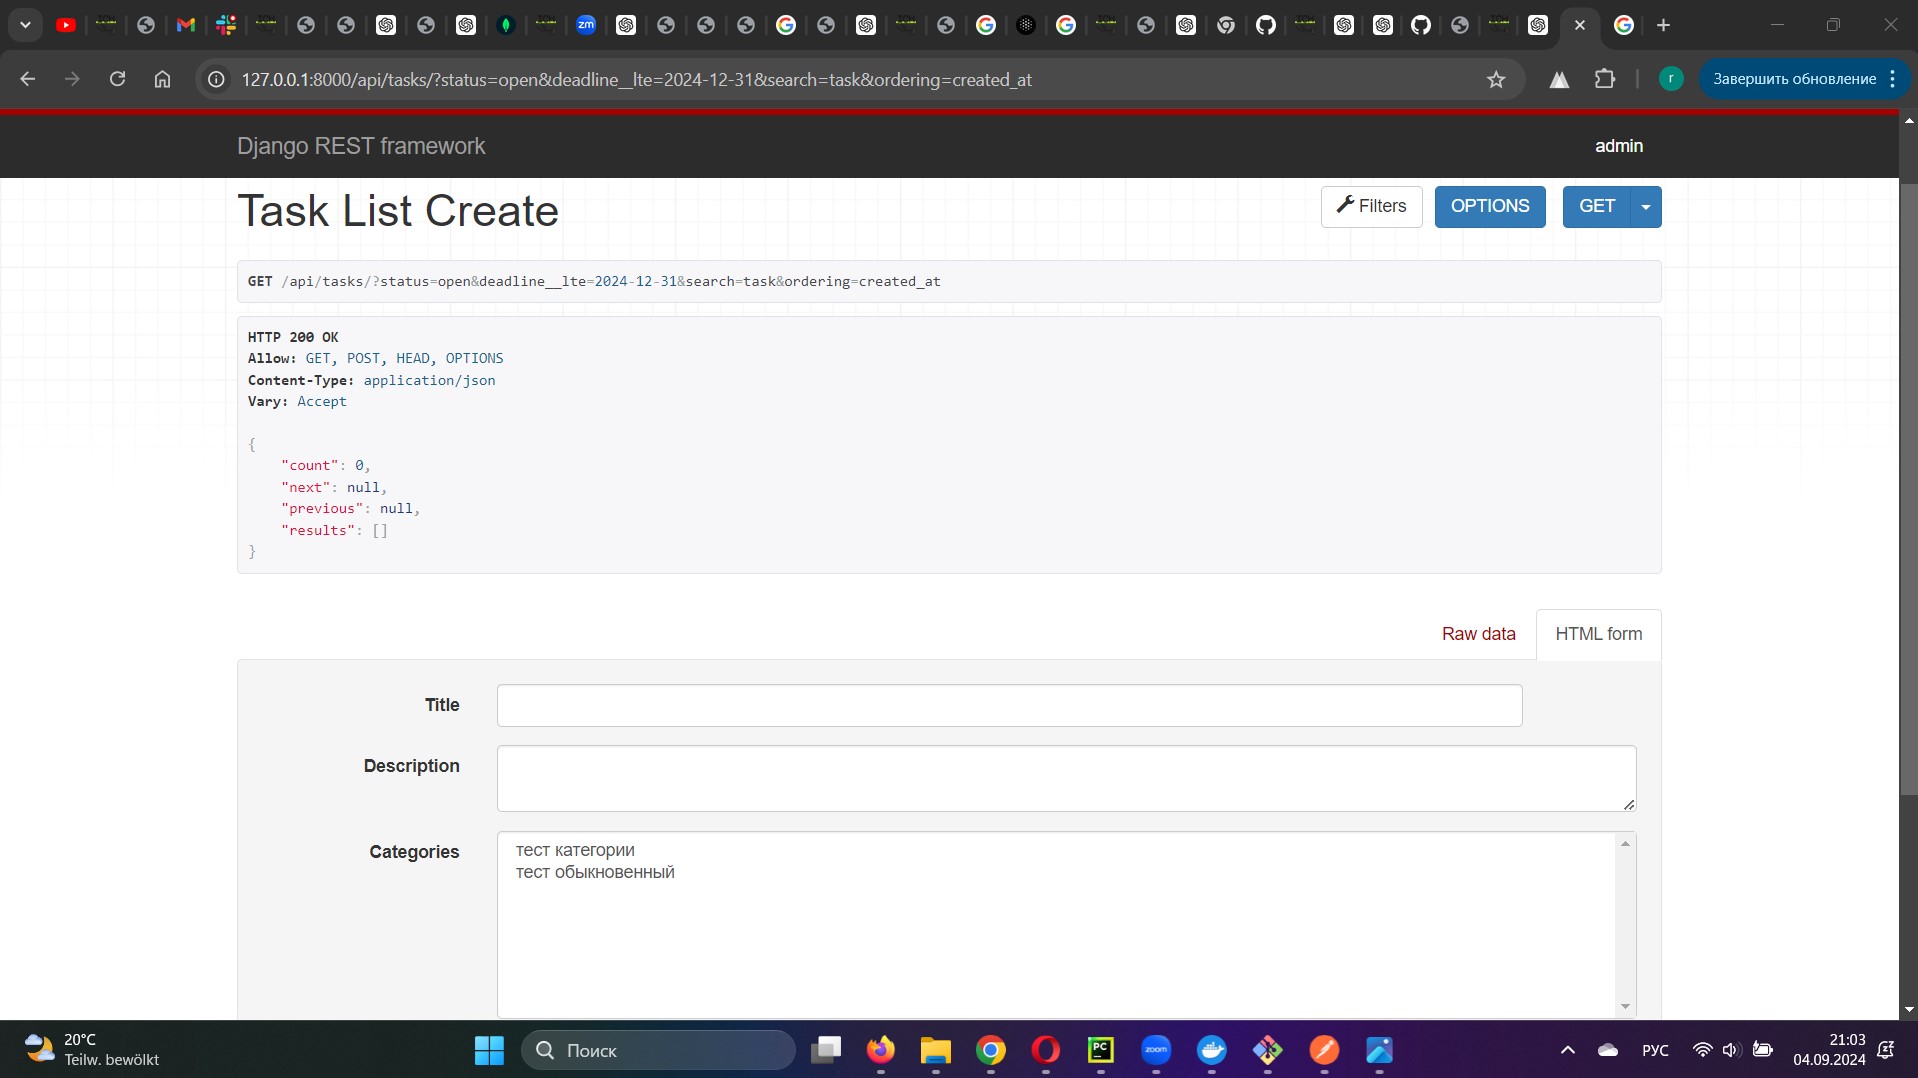 zm
127.0.0.1:8000/api/tasks/?status=open&deadline__lte=2024-12-31&search=task&ordering=created_at
r
Завершить обновление
Django REST framework
admin
Task List Create
Filters
OPTIONS
GET
GET /api/tasks/?status=open&deadline__lte=2024-12-31&search=task&ordering=created_at
HTTP 200 OK
Allow: GET, POST, HEAD, OPTIONS
Content-Type: application/json
Vary: Accept
{
"count": 0,
"next": null,
"previous": null,
"results": []
}
Raw data
HTML form
Title
Description
Categories
тест категории
тест обыкновенный
20°C
Teilw. bewölkt
Поиск
PC
zoom
РУС
21:03
04.09.2024